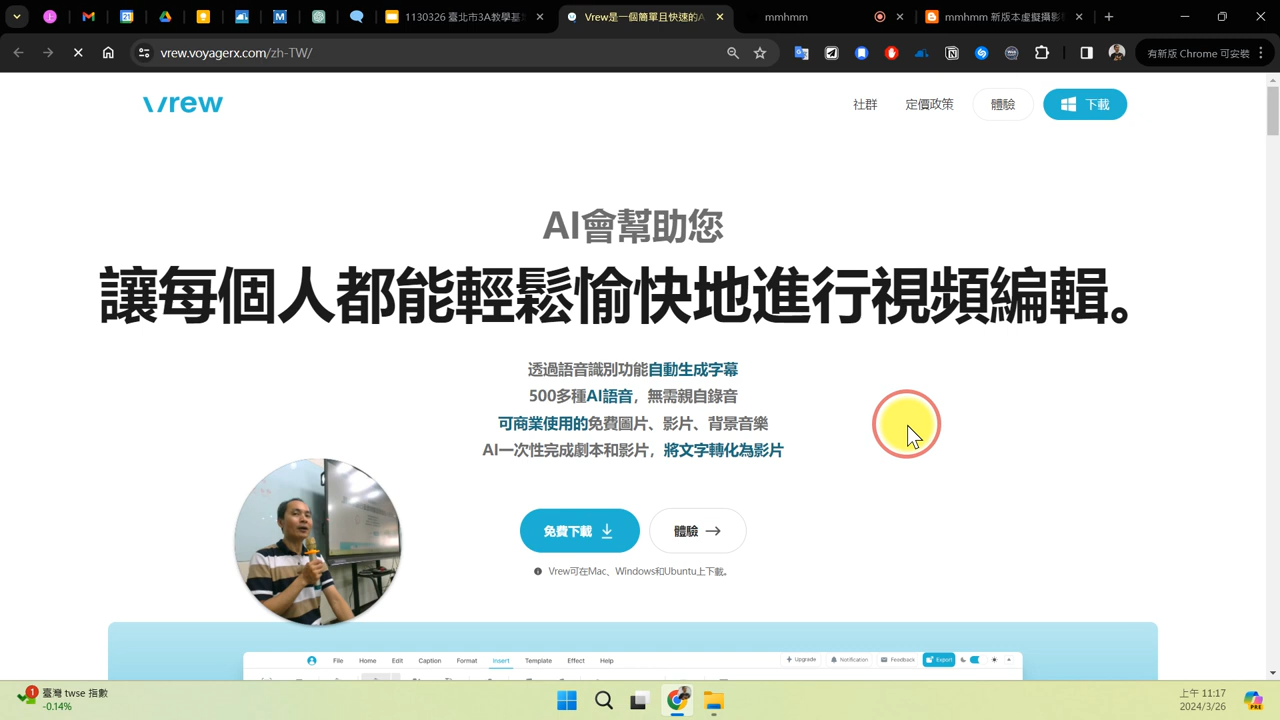 1130326 臺北市3A教學基
Vrew是一個簡單且快速的A
mmhmm
mmhmm 新版本虛擬攝影
vrew.voyagerx.com/zh-TW/
有新版 Chrome 可安裝
Vrew
社群
定價政策
體驗
下載
AI會幫助您
讓每個人都能輕鬆愉快地進行視頻編輯。
透過語音識別功能自動生成字幕
500多種AI語音，無需親自錄音
可商業使用的免費圖片、影片、背景音樂
AI一次性完成劇本和影片，將文字轉化為影片
免費下載
體驗
Vrew可在Mac、Windows和Ubuntu上下載。
File Home Edit Caption Format Insert Template Effect Help
Upgrade Notification Feedback Export
1
臺灣 twse 指數
-0.14%
上午 11:17
2024/3/26
PRE